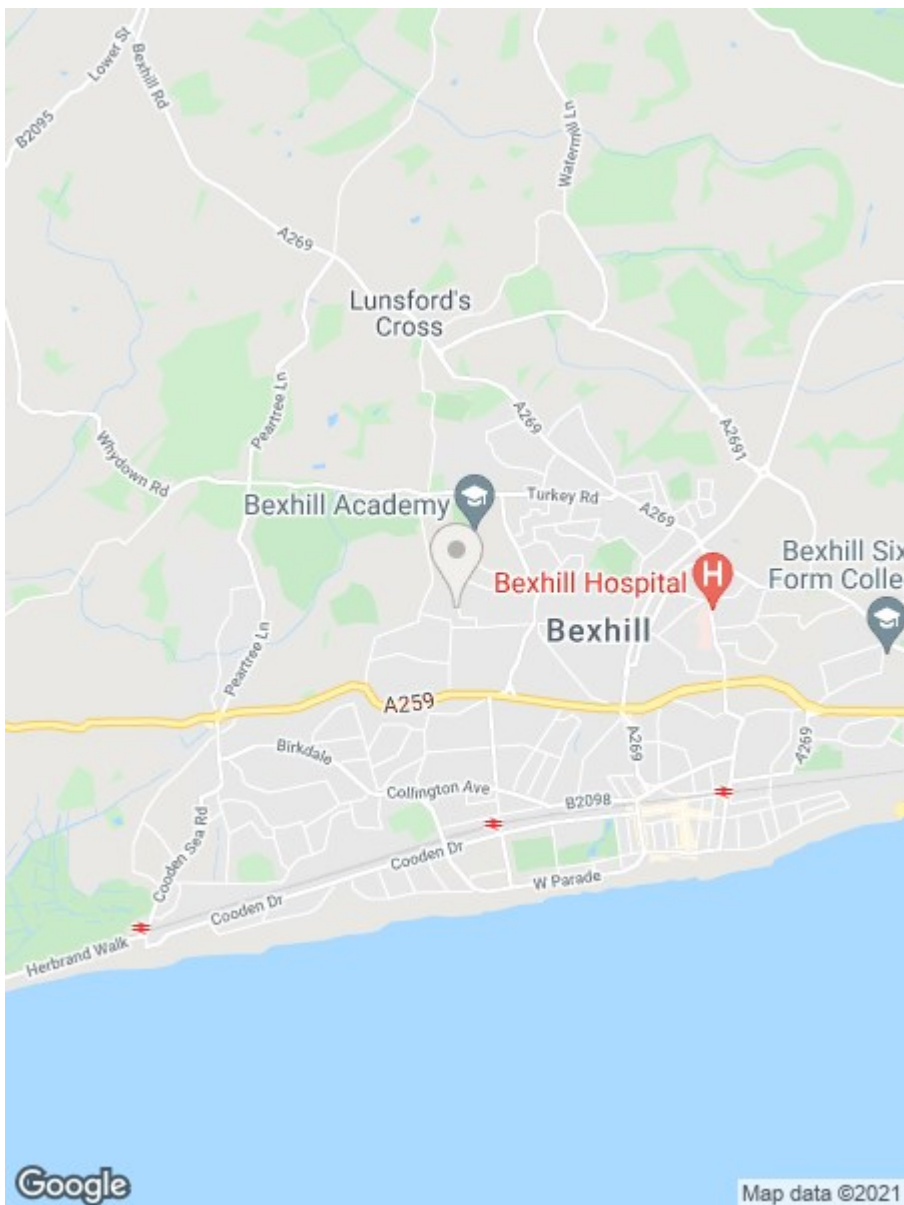 Lower St
B2095
Bexhill Rd
Watermill Ln
A269
Lunsford's
Cross
Peartree Ln
A269
A2691
Whydown Rd
Bexhill Academy
Turkey Rd
A269
Bexhill Six
Form Colle
Bexhill Hospital
H
Bexhill
Peartree Ln
A259
Birkdale
A269
A269
Collington Ave
B2098
Cooden Sea Rd
Cooden Dr
W Parade
Cooden Dr
Herbrand Walk
Google
Map data ©2021